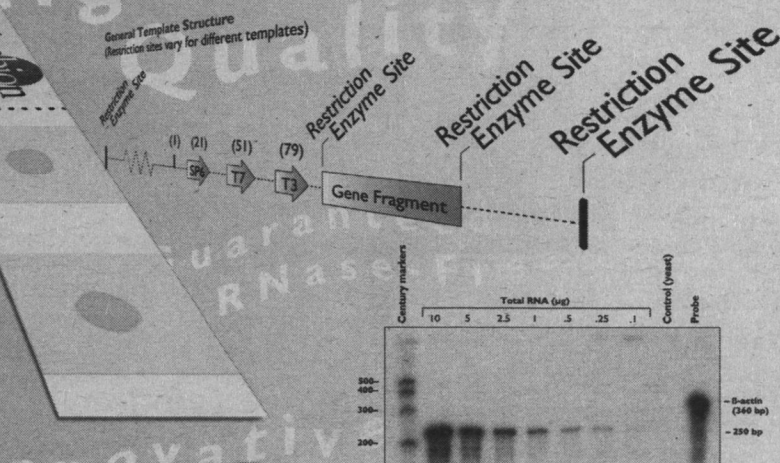 Quality
General Template Structure
(Restriction sites vary for different templates)
Restriction
Enzyme Site
Restriction
Enzyme Site
Restriction
Enzyme Site
Restriction
Enzyme Site
(1) (21) (51) (79)
SP6 T7 T3
Gene Fragment
RNase-Fr
Century markers
Total RNA (µg)
Control (yeast)
Probe
10 5 2.5 1 .5 .25 .1
500-
400-
300-
200-
- ß-actin
(360 bp)
- 250 bp
ovative